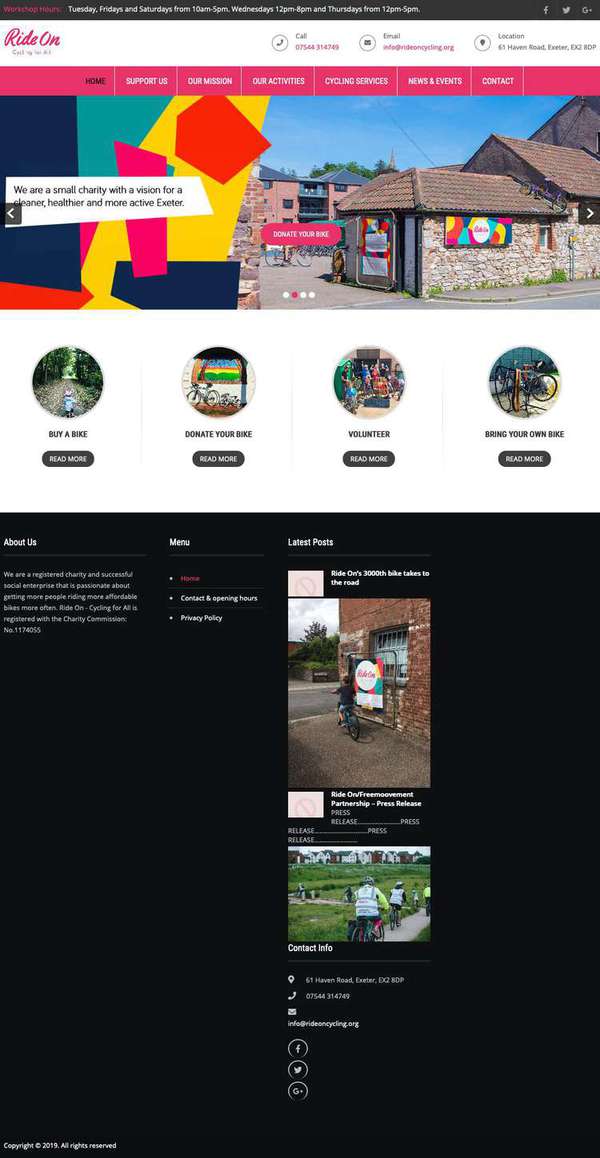 Workshop Hours: Tuesday, Fridays and Saturdays from 10am-5pm, Wednesdays 12pm-8pm and Thursdays from 12pm-5pm.
Ride On
Cycling for All
Call
07544 314749
Email
info@rideoncycling.org
Location
61 Haven Road, Exeter, EX2 8DP
HOME
SUPPORT US
OUR MISSION
OUR ACTIVITIES
CYCLING SERVICES
NEWS & EVENTS
CONTACT
We are a small charity with a vision for a
cleaner, healthier and more active Exeter.
DONATE YOUR BIKE
Ride On
BUY A BIKE
READ MORE
DONATE YOUR BIKE
READ MORE
VOLUNTEER
READ MORE
BRING YOUR OWN BIKE
READ MORE
About Us
We are a registered charity and successful
social enterprise that is passionate about
getting more people riding more affordable
bikes more often. Ride On - Cycling for All is
registered with the Charity Commission:
No.1174055
Menu
Home
Contact & opening hours
Privacy Policy
Latest Posts
Ride On's 3000th bike takes to
the road
Ride On
Ride On/Freemoovement
Partnership – Press Release
PRESS
RELEASE............................PRESS
RELEASE...................................PRESS
RELEASE............................
Contact Info
61 Haven Road, Exeter, EX2 8DP
07544 314749
info@rideoncycling.org
Copyright © 2019. All rights reserved